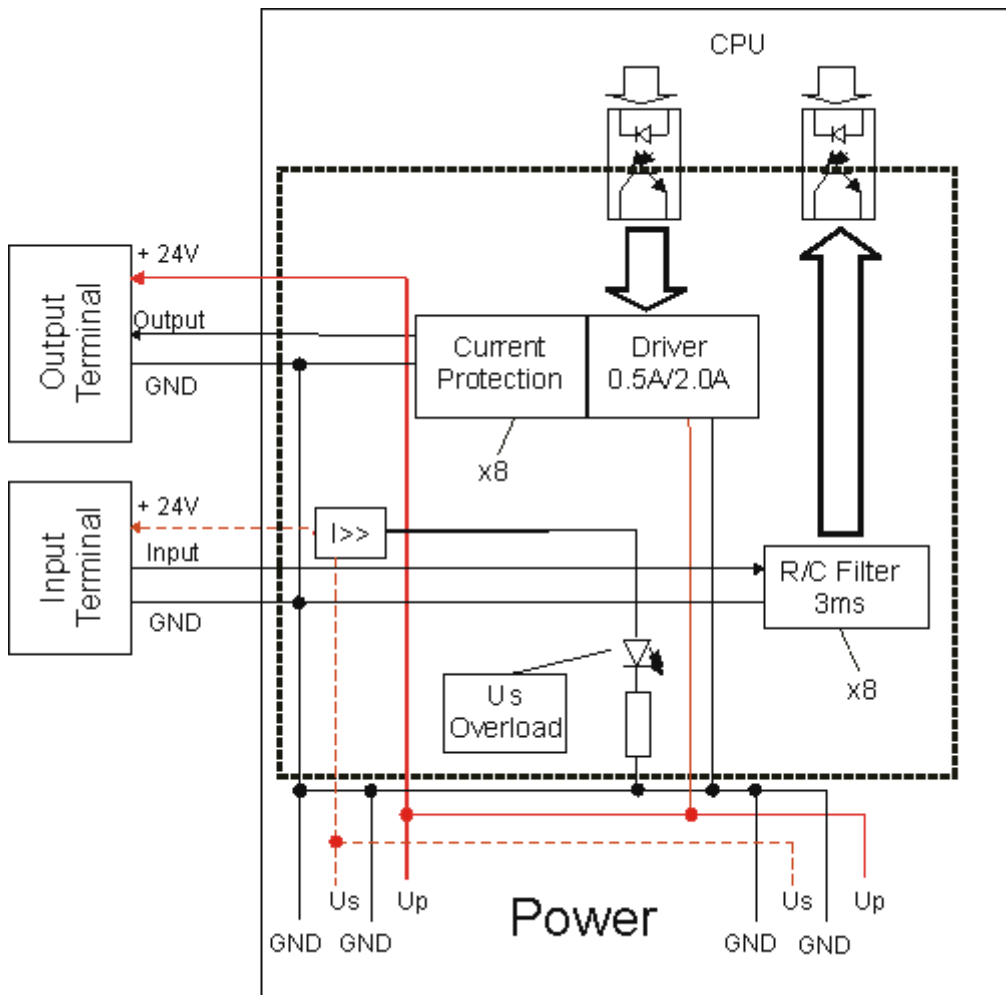 CPU
+ 24V
Output
Terminal
Output
GND
Current
Protection
Driver
0.5A/2.0A
x8
+ 24V
Input
Terminal
Input
GND
I>>
R/C Filter
3ms
x8
Us
Overload
Us
Up
Us
Up
Power
GND
GND
GND
GND